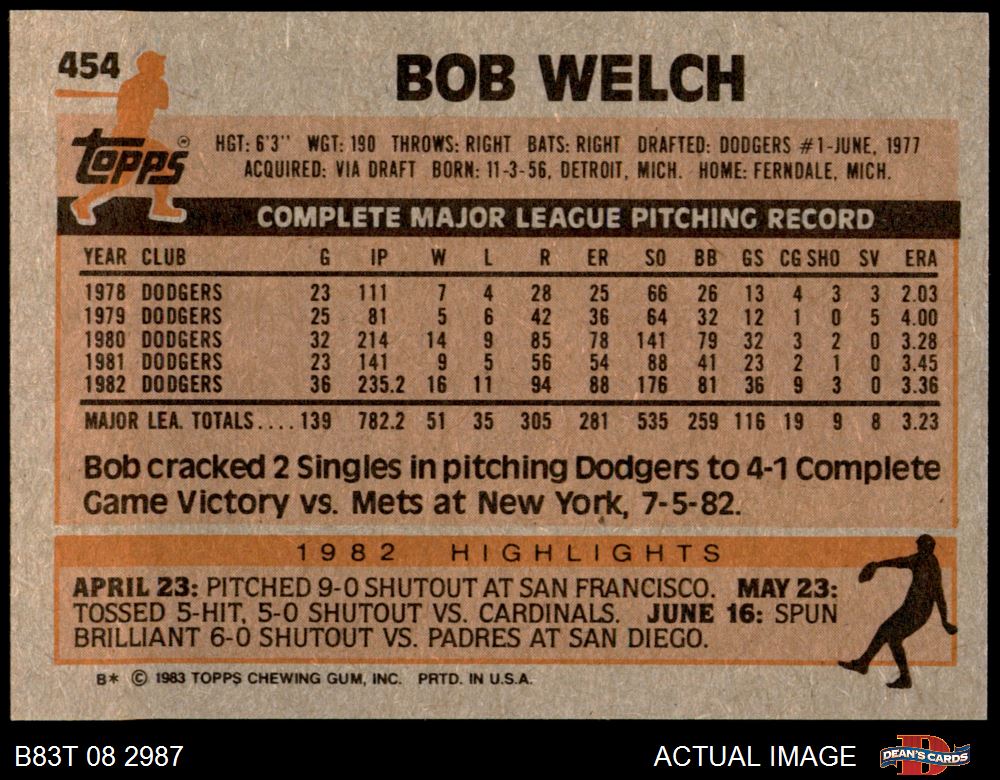 454
BOB WELCH
Topps®
HGT: 6'3" WGT: 190 THROWS: RIGHT BATS: RIGHT DRAFTED: DODGERS #1-JUNE, 1977
ACQUIRED: VIA DRAFT BORN: 11-3-56, DETROIT, MICH. HOME: FERNDALE, MICH.
COMPLETE MAJOR LEAGUE PITCHING RECORD
YEAR CLUB G IP W L R ER SO BB GS CG SHO SV ERA
1978 DODGERS 23 111 7 4 28 25 66 26 13 4 3 3 2.03
1979 DODGERS 25 81 5 6 42 36 64 32 12 1 0 5 4.00
1980 DODGERS 32 214 14 9 85 78 141 79 32 3 2 0 3.28
1981 DODGERS 23 141 9 5 56 54 88 41 23 2 1 0 3.45
1982 DODGERS 36 235.2 16 11 94 88 176 81 36 9 3 0 3.36
MAJOR LEA. TOTALS.... 139 782.2 51 35 305 281 535 259 116 19 9 8 3.23
Bob cracked 2 Singles in pitching Dodgers to 4-1 Complete
Game Victory vs. Mets at New York, 7-5-82.
1982 HIGHLIGHTS
APRIL 23: PITCHED 9-0 SHUTOUT AT SAN FRANCISCO. MAY 23:
TOSSED 5-HIT, 5-0 SHUTOUT VS. CARDINALS. JUNE 16: SPUN
BRILLIANT 6-0 SHUTOUT VS. PADRES AT SAN DIEGO.
B* © 1983 TOPPS CHEWING GUM, INC. PRTD. IN U.S.A.
B83T 08 2987 ACTUAL IMAGE DEAN'S CARDS